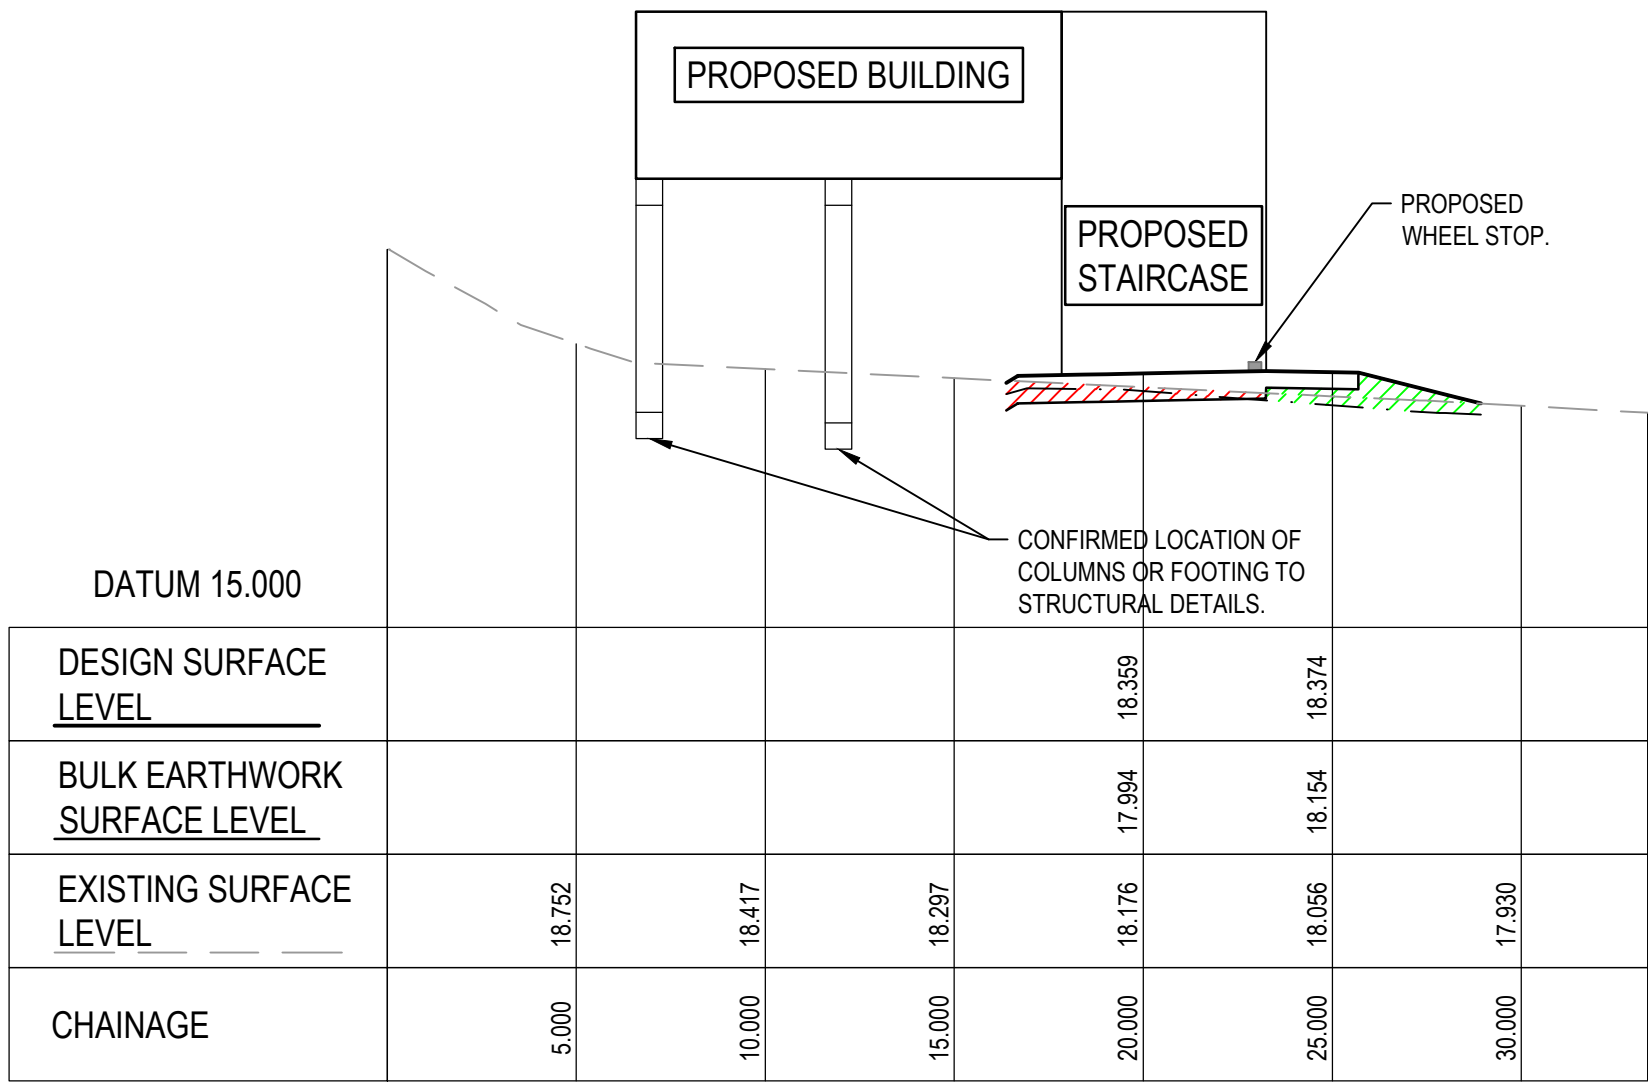 PROPOSED BUILDING
PROPOSED
STAIRCASE
PROPOSED
WHEEL STOP.
CONFIRMED LOCATION OF
COLUMNS OR FOOTING TO
STRUCTURAL DETAILS.
DATUM 15.000
DESIGN SURFACE
LEVEL
18.359
18.374
BULK EARTHWORK
SURFACE LEVEL
17.994
18.154
EXISTING SURFACE
LEVEL
18.752
18.417
18.297
18.176
18.056
17.930
CHAINAGE
5.000
10.000
15.000
20.000
25.000
30.000